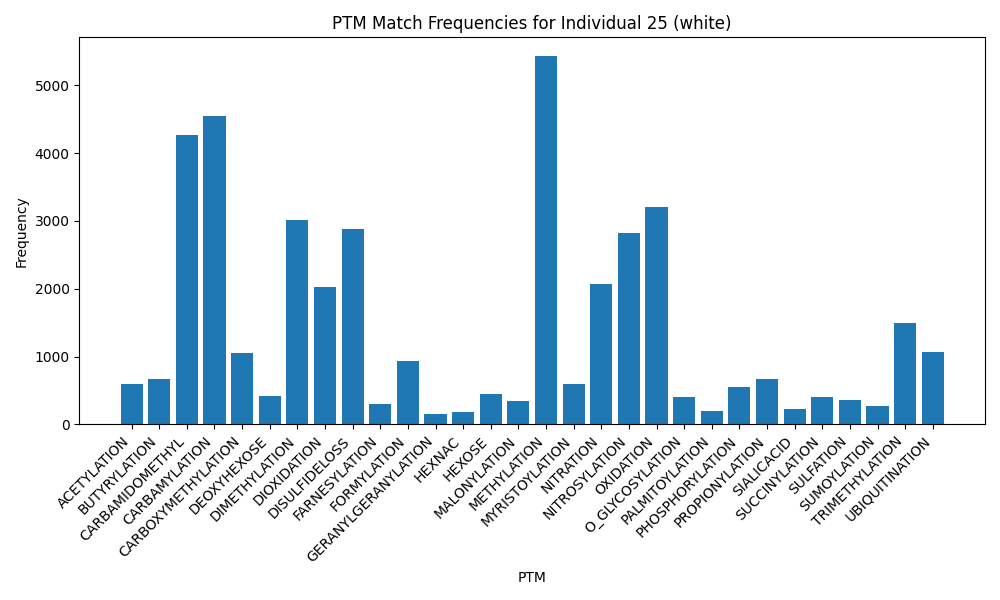 PTM Match Frequencies for Individual 25 (white)
Frequency
5000
4000
3000
2000
1000
0
ACETYLATION
BUTYRYLATION
CARBAMIDOMETHYL
CARBAMYLATION
CARBOXYMETHYLATION
DEOXYHEXOSE
DIMETHYLATION
DIOXIDATION
DISULFIDELOSS
FARNESYLATION
FORMYLATION
GERANYLGERANYLATION
HEXNAC
HEXOSE
MALONYLATION
METHYLATION
MYRISTOYLATION
NITRATION
NITROSYLATION
OXIDATION
O_GLYCOSYLATION
PALMITOYLATION
PHOSPHORYLATION
PROPIONYLATION
SIALICACID
SUCCINYLATION
SULFATION
SUMOYLATION
TRIMETHYLATION
UBIQUITINATION
PTM